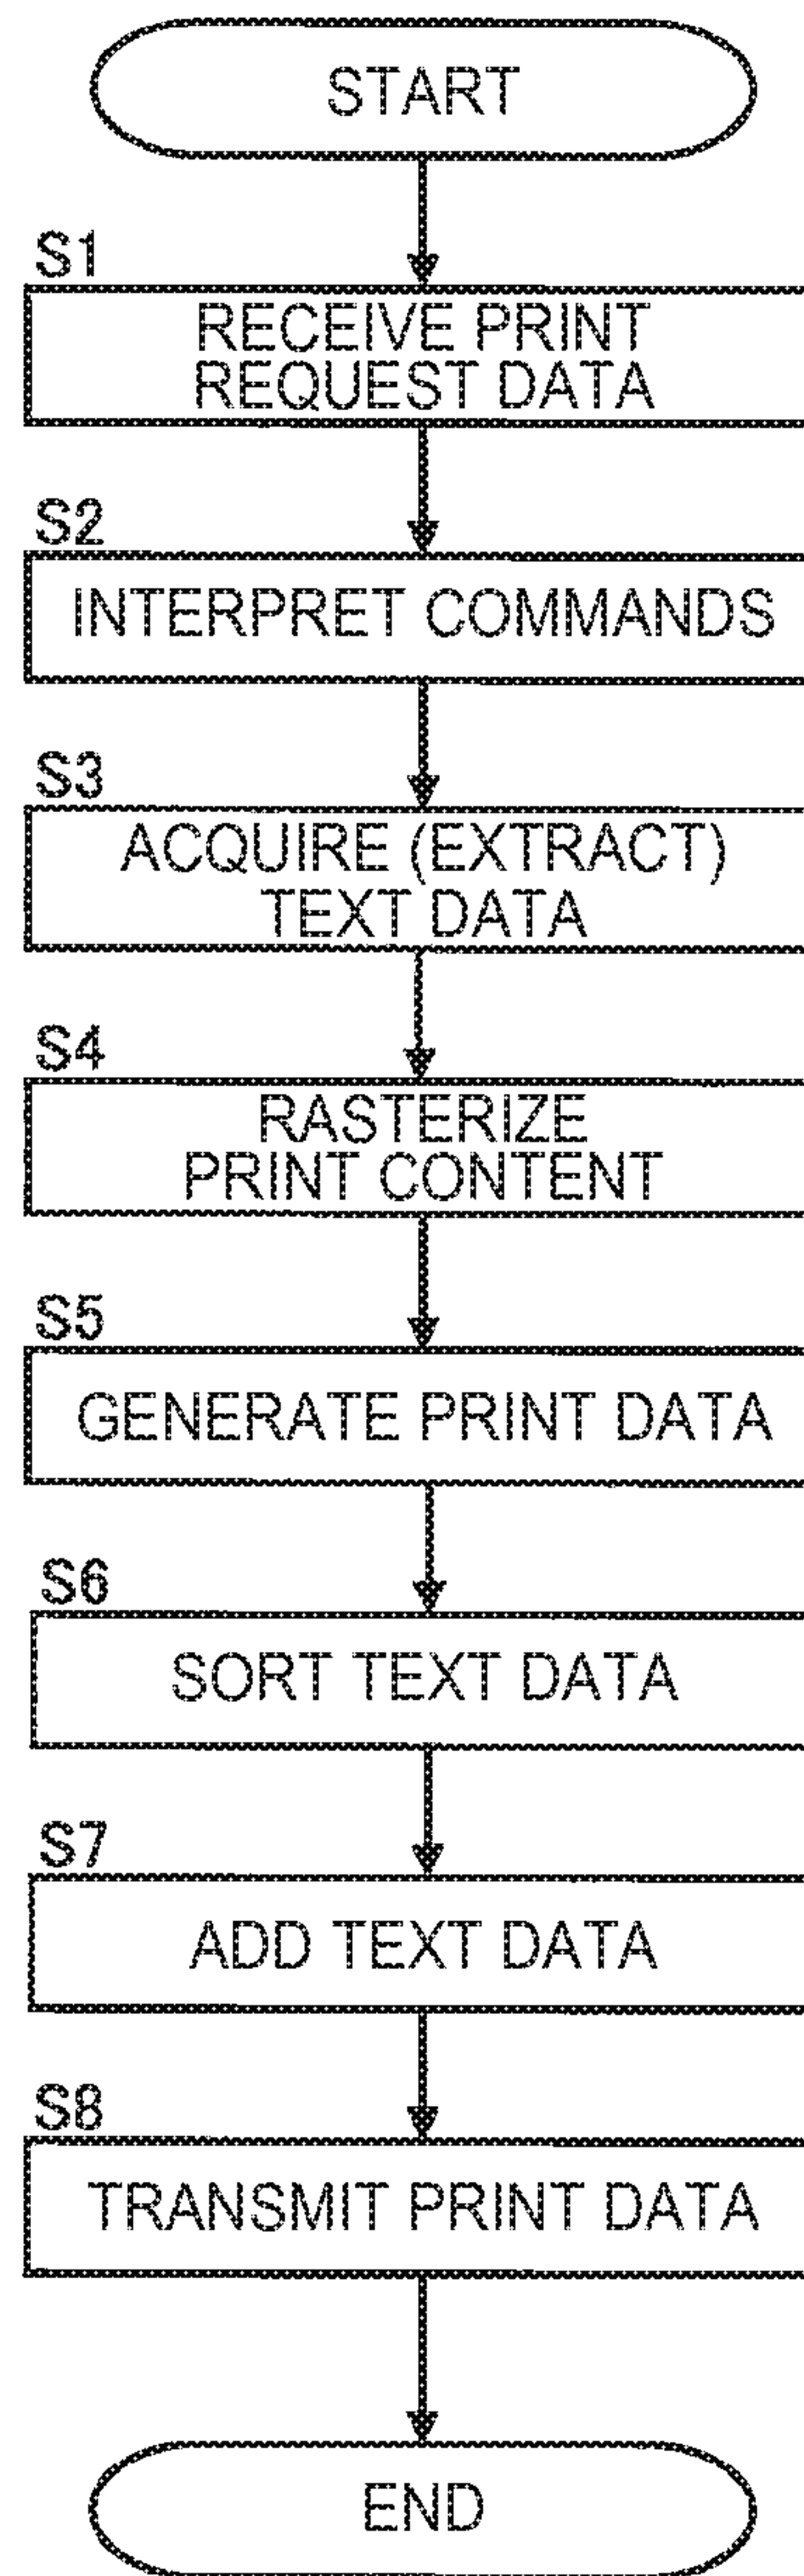 START
S1
RECEIVE PRINT
REQUEST DATA
S2
INTERPRET COMMANDS
S3
ACQUIRE (EXTRACT)
TEXT DATA
S4
RASTERIZE
PRINT CONTENT
S5
GENERATE PRINT DATA
S6
SORT TEXT DATA
S7
ADD TEXT DATA
S8
TRANSMIT PRINT DATA
END